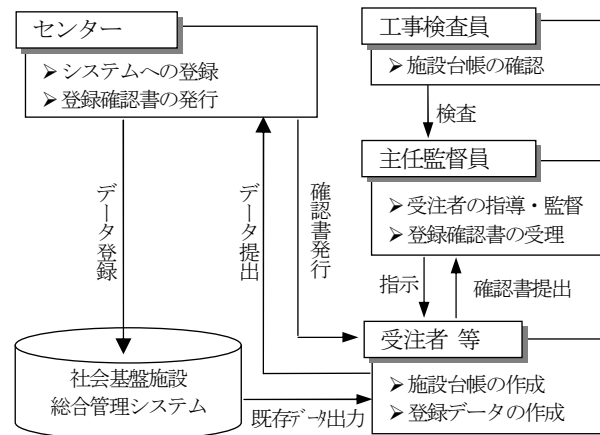 センター
➢システムへの登録
➢登録確認書の発行
工事検査員
➢施設台帳の確認
検査
主任監督員
➢受注者の指導・監督
➢登録確認書の受理
データ登録
データ提出
確認書発行
指示
確認書提出
受注者 等
➢施設台帳の作成
➢登録データの作成
社会基盤施設
総合管理システム
既存データ出力